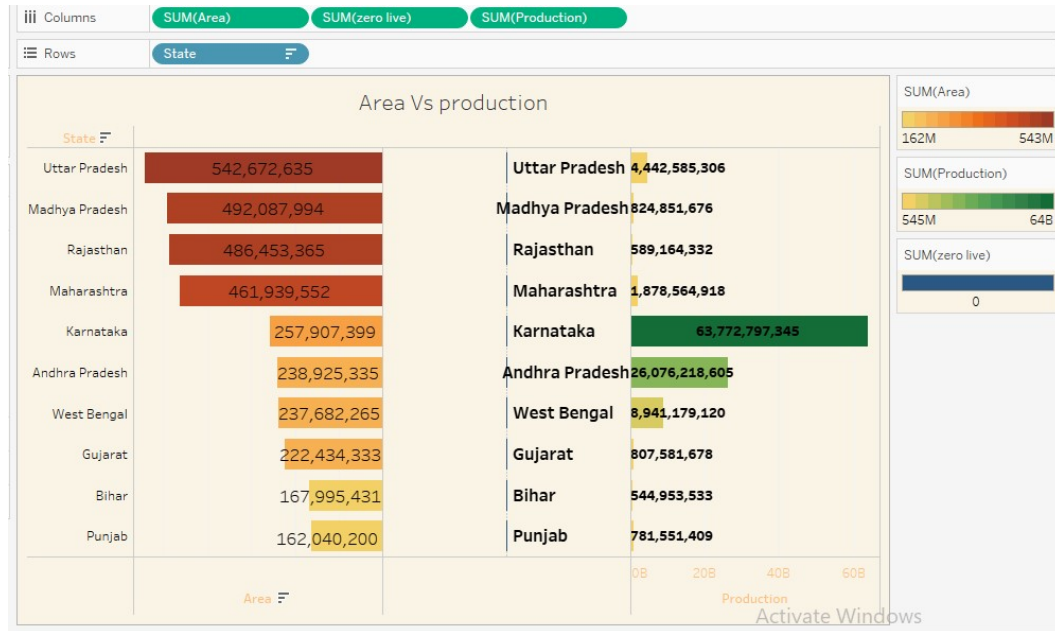 Columns SUM(Area) SUM(zero live) SUM(Production)
Rows State
Area Vs production
State
Uttar Pradesh 542,672,635 Uttar Pradesh 4,442,585,306
Madhya Pradesh 492,087,994 Madhya Pradesh 824,851,676
Rajasthan 486,453,365 Rajasthan 589,164,332
Maharashtra 461,939,552 Maharashtra 1,878,564,918
Karnataka 257,907,399 Karnataka 63,772,797,345
Andhra Pradesh 238,925,335 Andhra Pradesh 26,076,218,605
West Bengal 237,682,265 West Bengal 8,941,179,120
Gujarat 222,434,333 Gujarat 807,581,678
Bihar 167,995,431 Bihar 544,953,533
Punjab 162,040,200 Punjab 781,551,409
0B 20B 40B 60B
Area Production
SUM(Area)
162M 543M
SUM(Production)
545M 64B
SUM(zero live)
0
Activate Windows